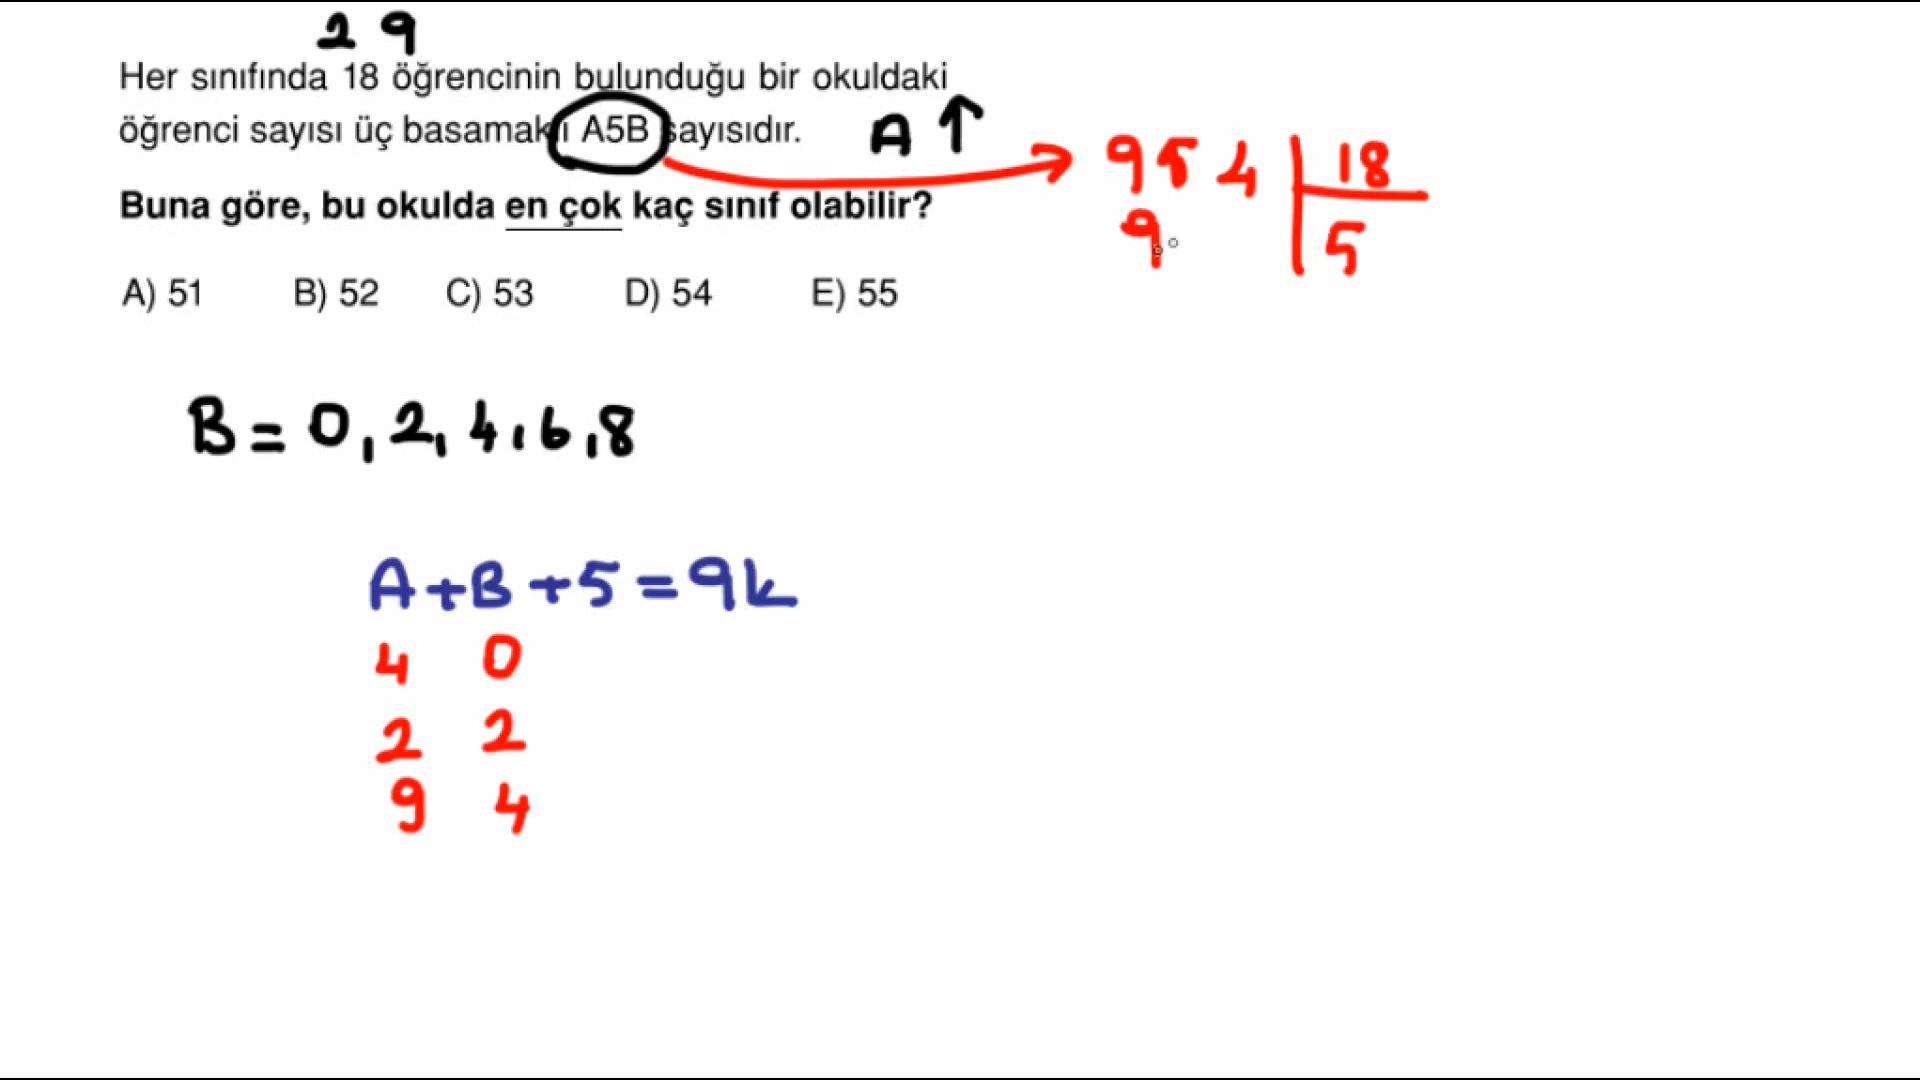 2 9
Her sınıfında 18 öğrencinin bulunduğu bir okuldaki
öğrenci sayısı üç basamaklı A5B sayısıdır. A ↑
Buna göre, bu okulda en çok kaç sınıf olabilir?
954 18
9 5
A) 51 B) 52 C) 53 D) 54 E) 55
B = 0, 2, 4, 6, 8
A + B + 5 = 9k
4 0
2 2
9 4